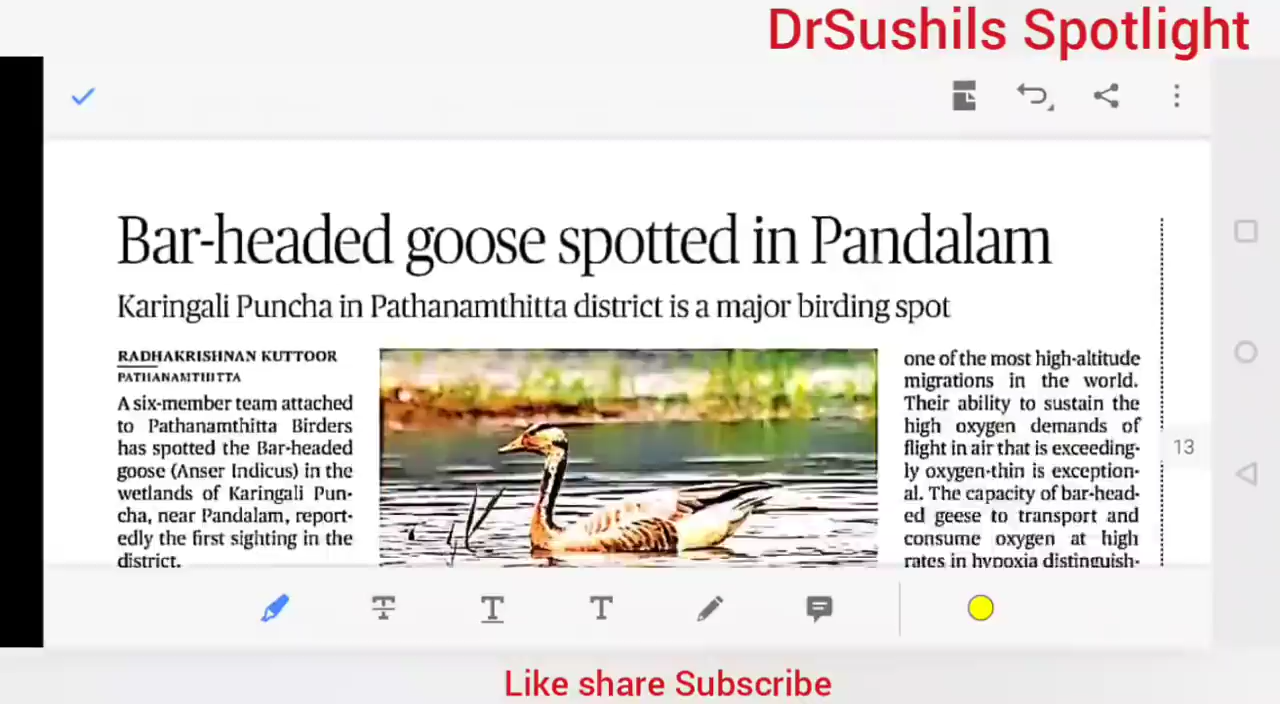 DrSushils Spotlight
Bar-headed goose spotted in Pandalam
Karingali Puncha in Pathanamthitta district is a major birding spot
RADHAKRISHNAN KUTTOOR
PATHANAMTHITTA
A six-member team attached
to Pathanamthitta Birders
has spotted the Bar-headed
goose (Anser Indicus) in the
wetlands of Karingali Pun-
cha, near Pandalam, report-
edly the first sighting in the
district.
one of the most high-altitude
migrations in the world.
Their ability to sustain the
high oxygen demands of
flight in air that is exceeding-
ly oxygen-thin is exception-
al. The capacity of bar-head-
ed geese to transport and
consume oxygen at high
rates in hypoxia distinguish-
13
T
T
T
Like share Subscribe